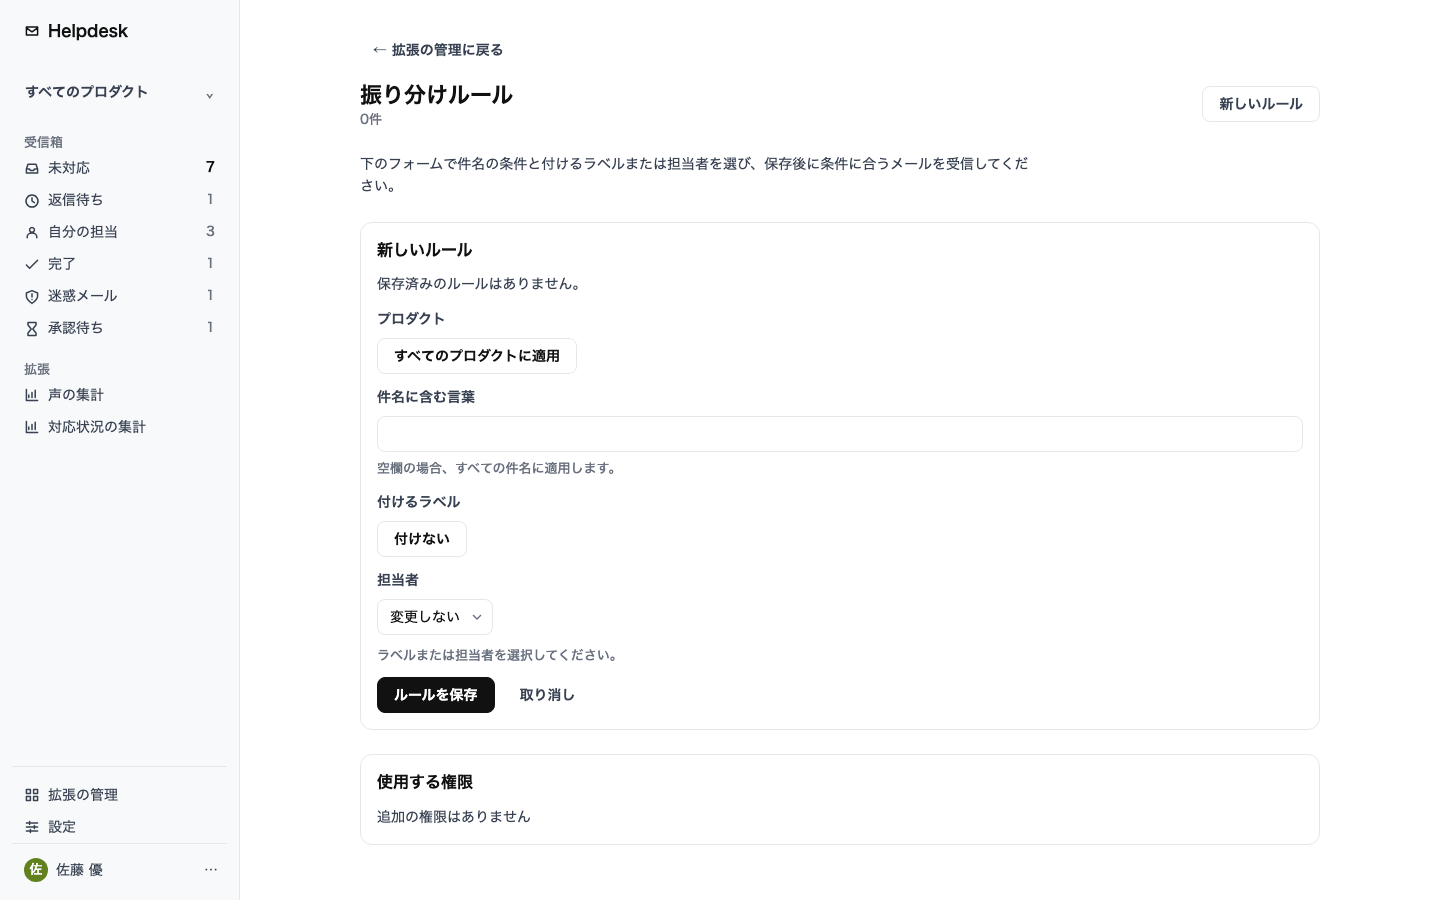 Helpdesk
すべてのプロダクト
受信箱
未対応 7
返信待ち 1
自分の担当 3
完了 1
迷惑メール 1
承認待ち 1
拡張
声の集計
対応状況の集計
拡張の管理
設定
佐 佐藤 優 ···
← 拡張の管理に戻る
振り分けルール
0件
新しいルール
下のフォームで件名の条件と付けるラベルまたは担当者を選び、保存後に条件に合うメールを受信してくだ
さい。
新しいルール
保存済みのルールはありません。
プロダクト
すべてのプロダクトに適用
件名に含む言葉
空欄の場合、すべての件名に適用します。
付けるラベル
付けない
担当者
変更しない
ラベルまたは担当者を選択してください。
ルールを保存 取り消し
使用する権限
追加の権限はありません